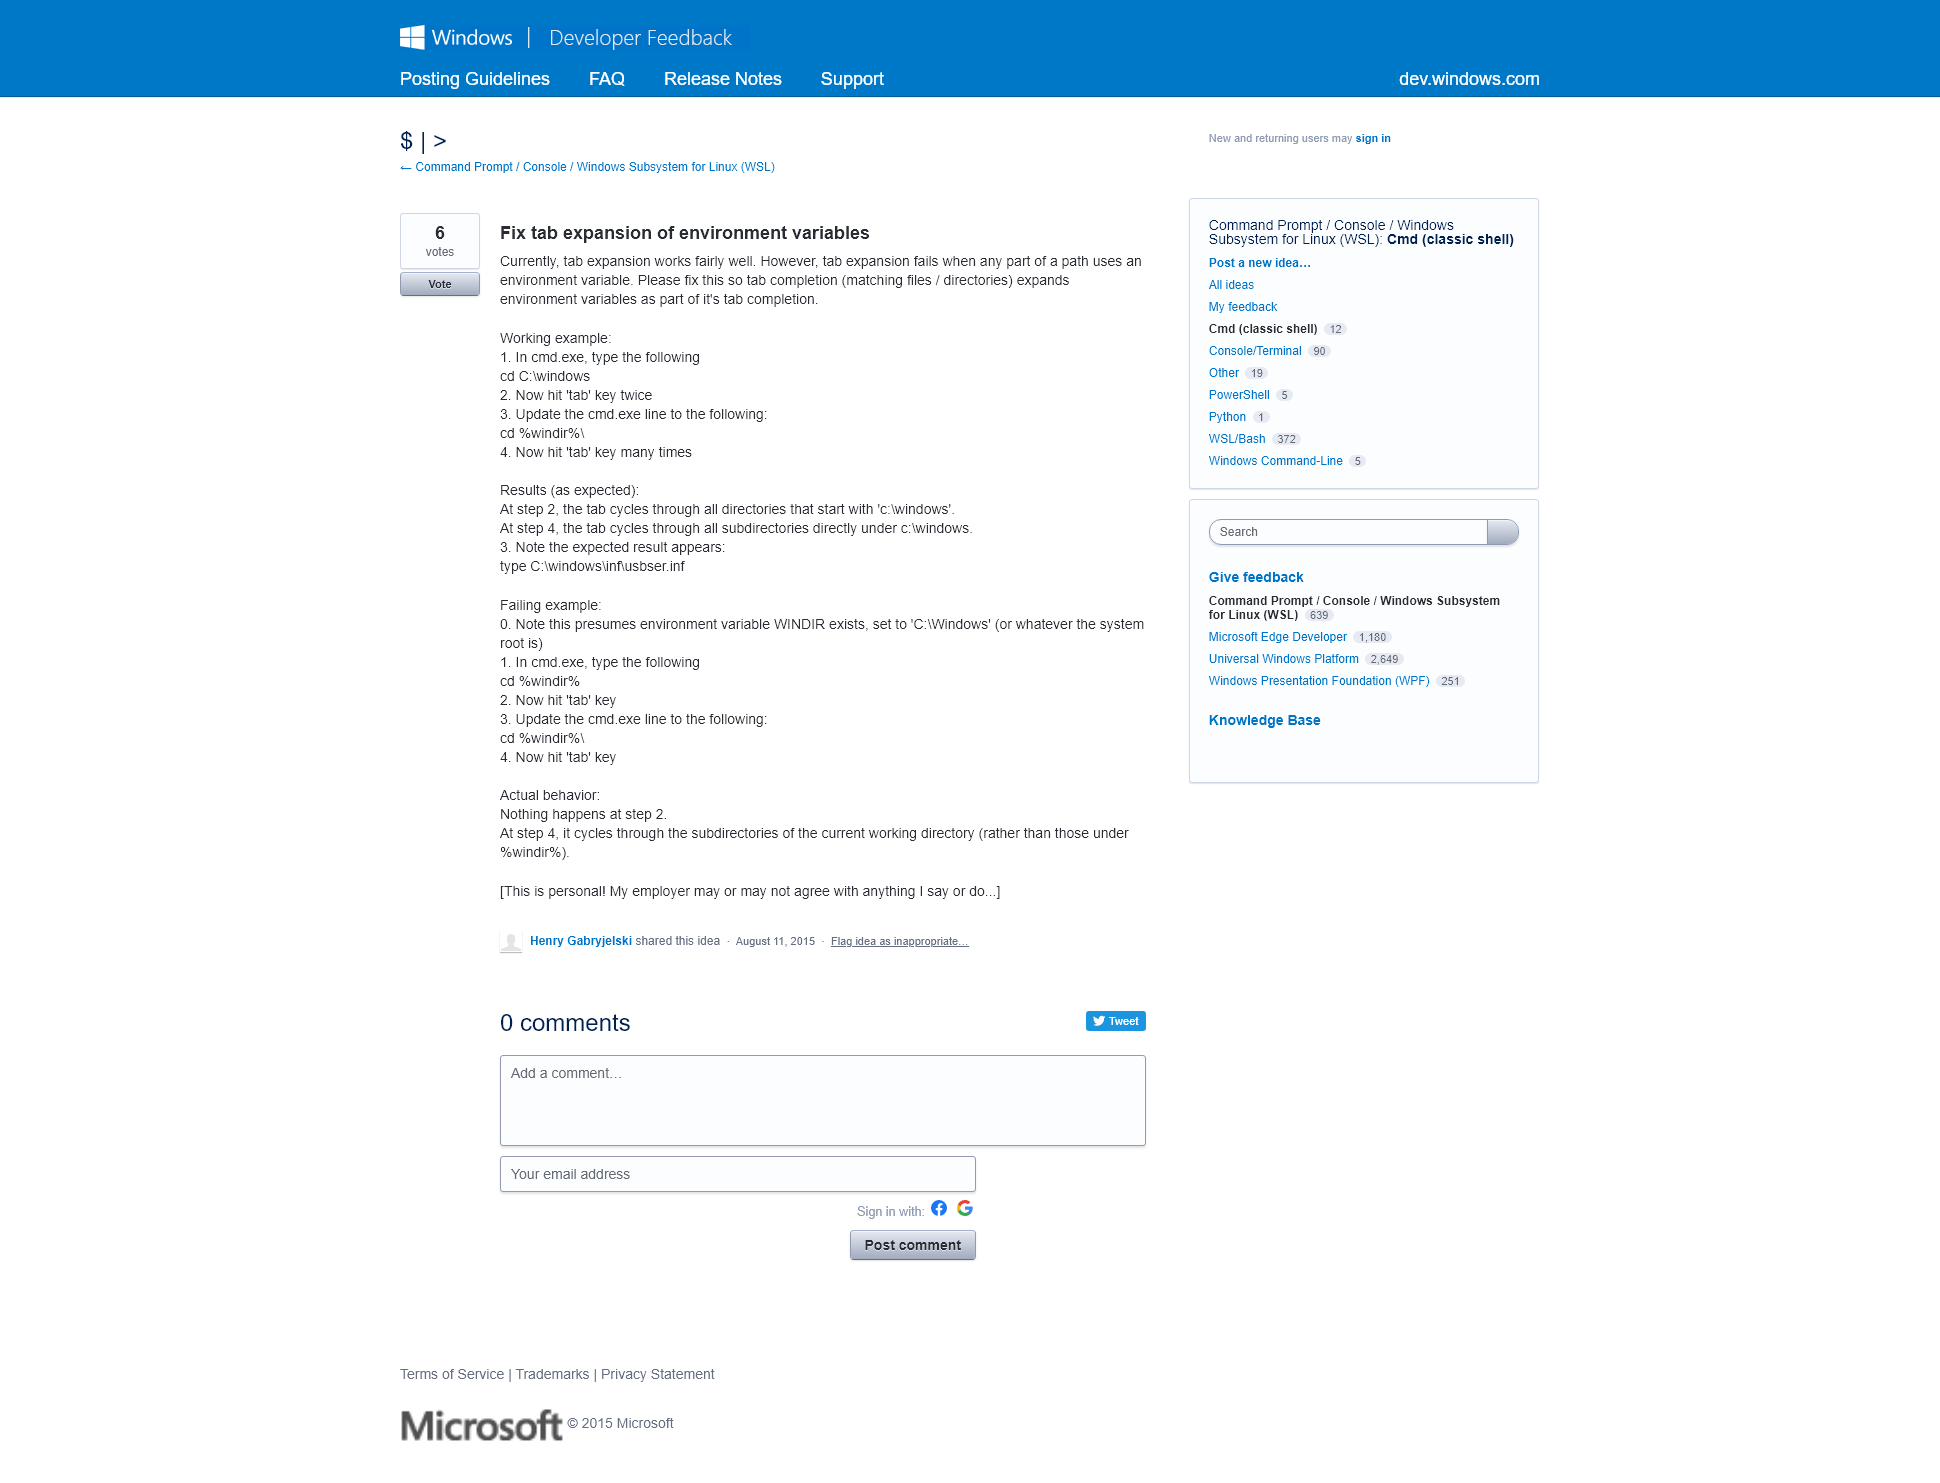 Windows | Developer Feedback
Posting Guidelines FAQ Release Notes Support dev.windows.com
$ | >
← Command Prompt / Console / Windows Subsystem for Linux (WSL)
New and returning users may sign in
6
votes
Vote
Fix tab expansion of environment variables
Currently, tab expansion works fairly well. However, tab expansion fails when any part of a path uses an
environment variable. Please fix this so tab completion (matching files / directories) expands
environment variables as part of it's tab completion.
Working example:
1. In cmd.exe, type the following
cd C:\windows
2. Now hit 'tab' key twice
3. Update the cmd.exe line to the following:
cd %windir%\
4. Now hit 'tab' key many times
Results (as expected):
At step 2, the tab cycles through all directories that start with 'c:\windows'.
At step 4, the tab cycles through all subdirectories directly under c:\windows.
3. Note the expected result appears:
type C:\windows\inf\usbser.inf
Failing example:
0. Note this presumes environment variable WINDIR exists, set to 'C:\Windows' (or whatever the system
root is)
1. In cmd.exe, type the following
cd %windir%
2. Now hit 'tab' key
3. Update the cmd.exe line to the following:
cd %windir%\
4. Now hit 'tab' key
Actual behavior:
Nothing happens at step 2.
At step 4, it cycles through the subdirectories of the current working directory (rather than those under
%windir%).
[This is personal! My employer may or may not agree with anything I say or do...]
Henry Gabryjelski shared this idea · August 11, 2015 · Flag idea as inappropriate…
0 comments
Tweet
Add a comment…
Your email address
Sign in with:
Post comment
Command Prompt / Console / Windows
Subsystem for Linux (WSL): Cmd (classic shell)
Post a new idea…
All ideas
My feedback
Cmd (classic shell) 12
Console/Terminal 90
Other 19
PowerShell 5
Python 1
WSL/Bash 372
Windows Command-Line 5
Search
Give feedback
Command Prompt / Console / Windows Subsystem
for Linux (WSL) 639
Microsoft Edge Developer 1,180
Universal Windows Platform 2,649
Windows Presentation Foundation (WPF) 251
Knowledge Base
Terms of Service | Trademarks | Privacy Statement
Microsoft © 2015 Microsoft